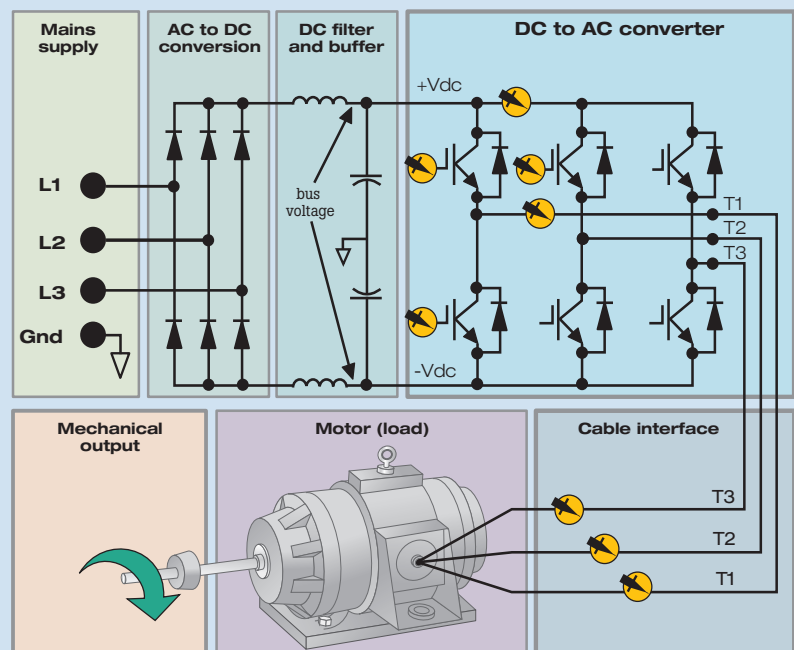 Mains
supply
AC to DC
conversion
DC filter
and buffer
DC to AC converter
+Vdc
L1
L2
L3
Gnd
bus
voltage
T1
T2
T3
-Vdc
Mechanical
output
Motor (load)
Cable interface
T3
T2
T1